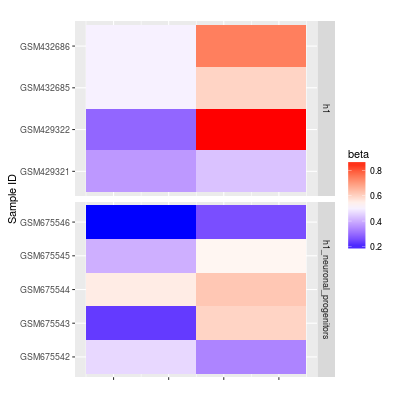 GSM432686
GSM432685
GSM429322
GSM429321
h1
GSM675546
GSM675545
GSM675544
GSM675543
GSM675542
h1_neuronal_progenitors
Sample ID
beta
0.8
0.6
0.4
0.2